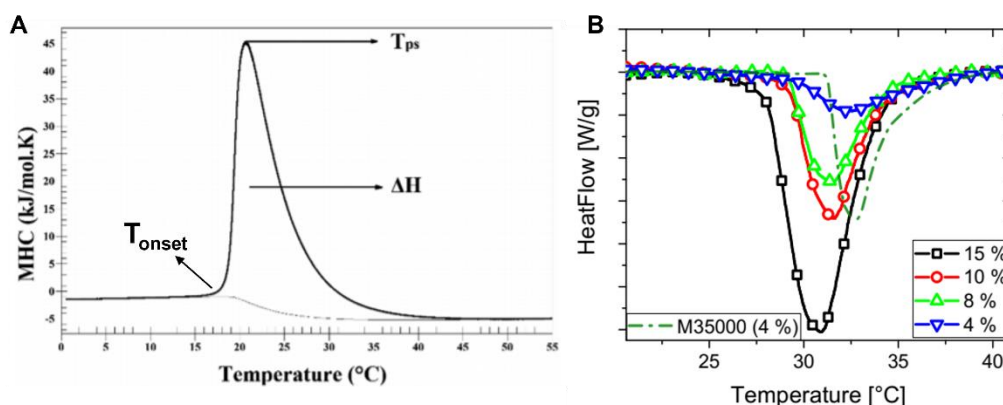 A
MHC (kJ/mol.K)
45
40
35
30
25
20
15
10
5
0
-5
Tps
ΔH
Tonset
0 5 10 15 20 25 30 35 40 45 50 55
Temperature (°C)
B
HeatFlow [W/g]
15 %
10 %
8 %
4 %
M35000 (4 %)
25 30 35 40
Temperature [°C]